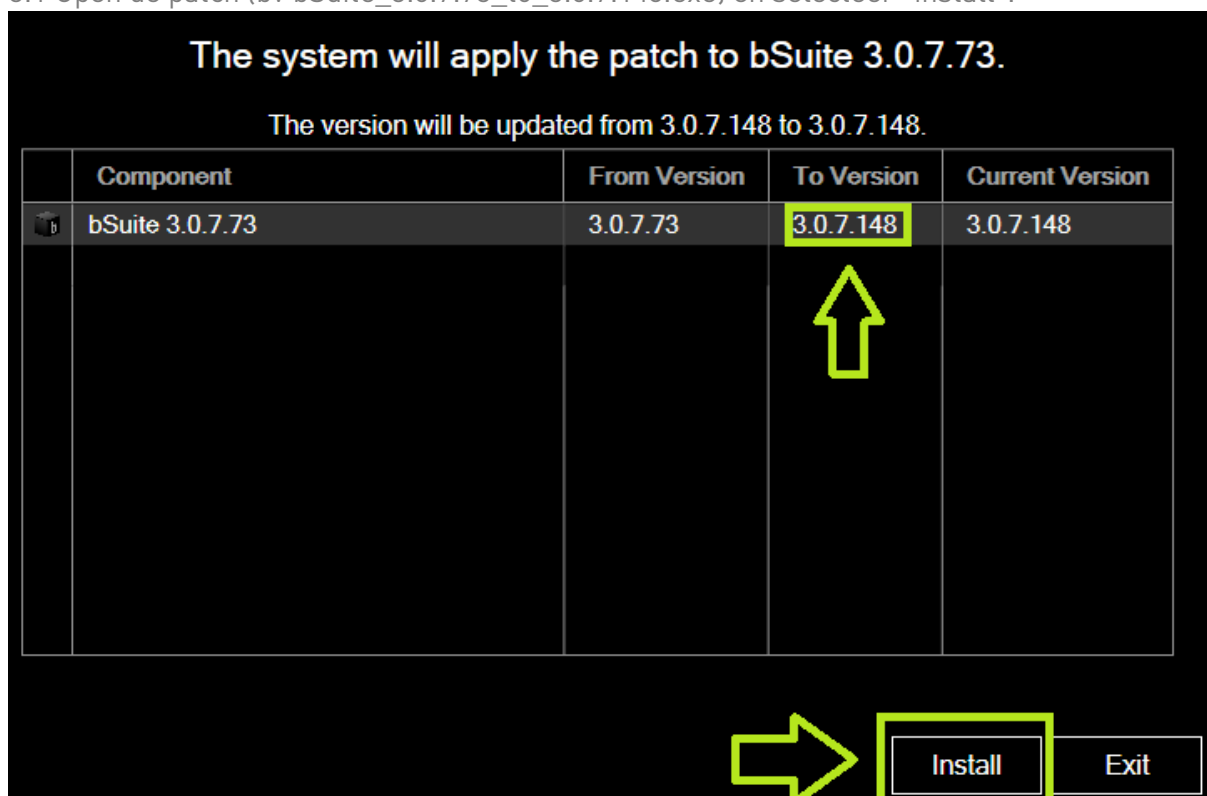 The system will apply the patch to bSuite 3.0.7.73.
The version will be updated from 3.0.7.148 to 3.0.7.148.
Component From Version To Version Current Version
b bSuite 3.0.7.73 3.0.7.73 3.0.7.148 3.0.7.148
Install Exit